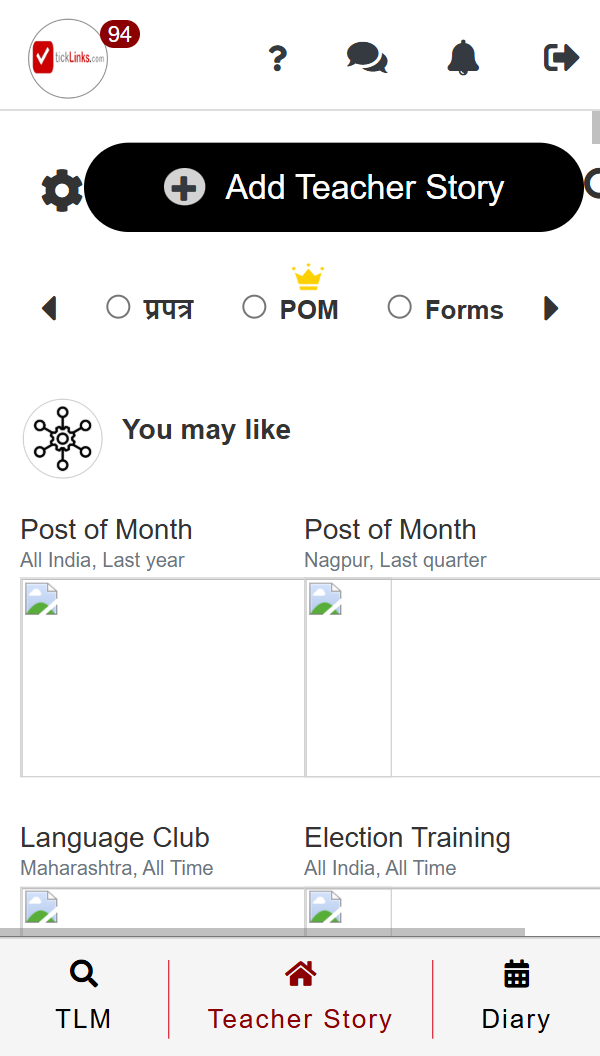 94
tickLinks.com
?
Add Teacher Story
प्रपत्र POM Forms
You may like
Post of Month Post of Month
All India, Last year Nagpur, Last quarter
Language Club Election Training
Maharashtra, All Time All India, All Time
TLM Teacher Story Diary